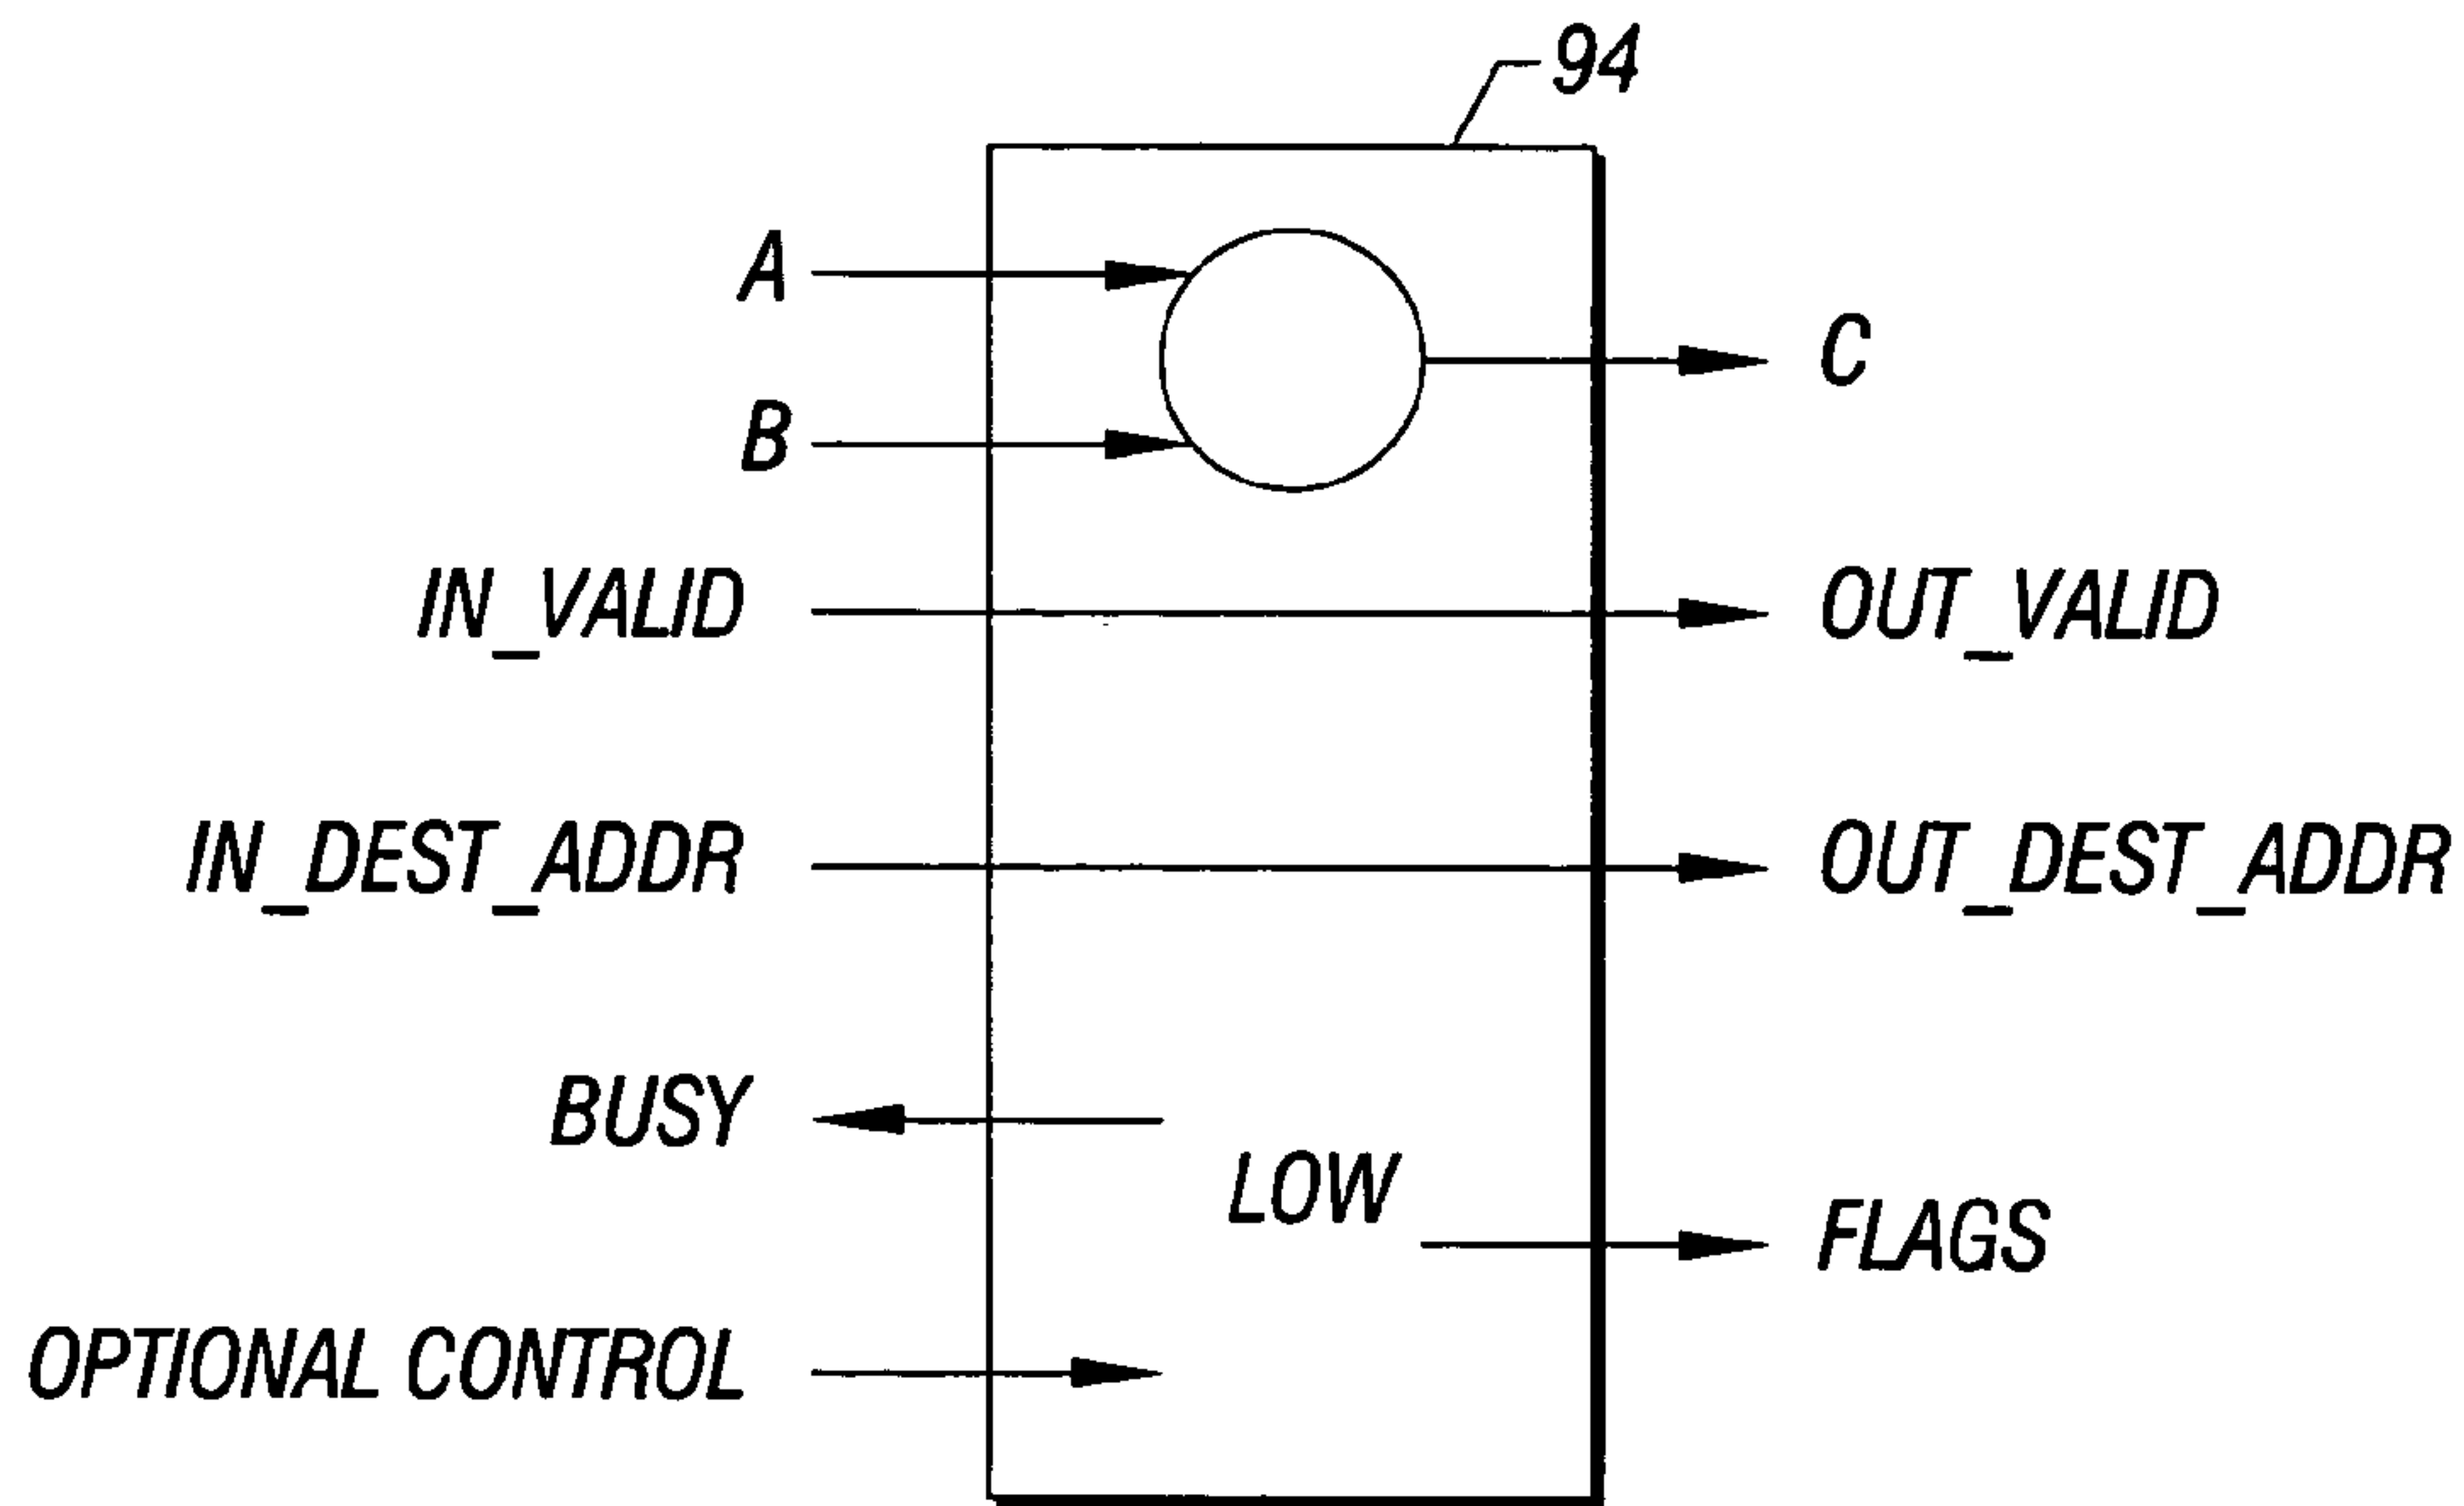 94
A
B
C
IN_VALID
OUT_VALID
IN_DEST_ADDR
OUT_DEST_ADDR
BUSY
LOW
FLAGS
OPTIONAL CONTROL